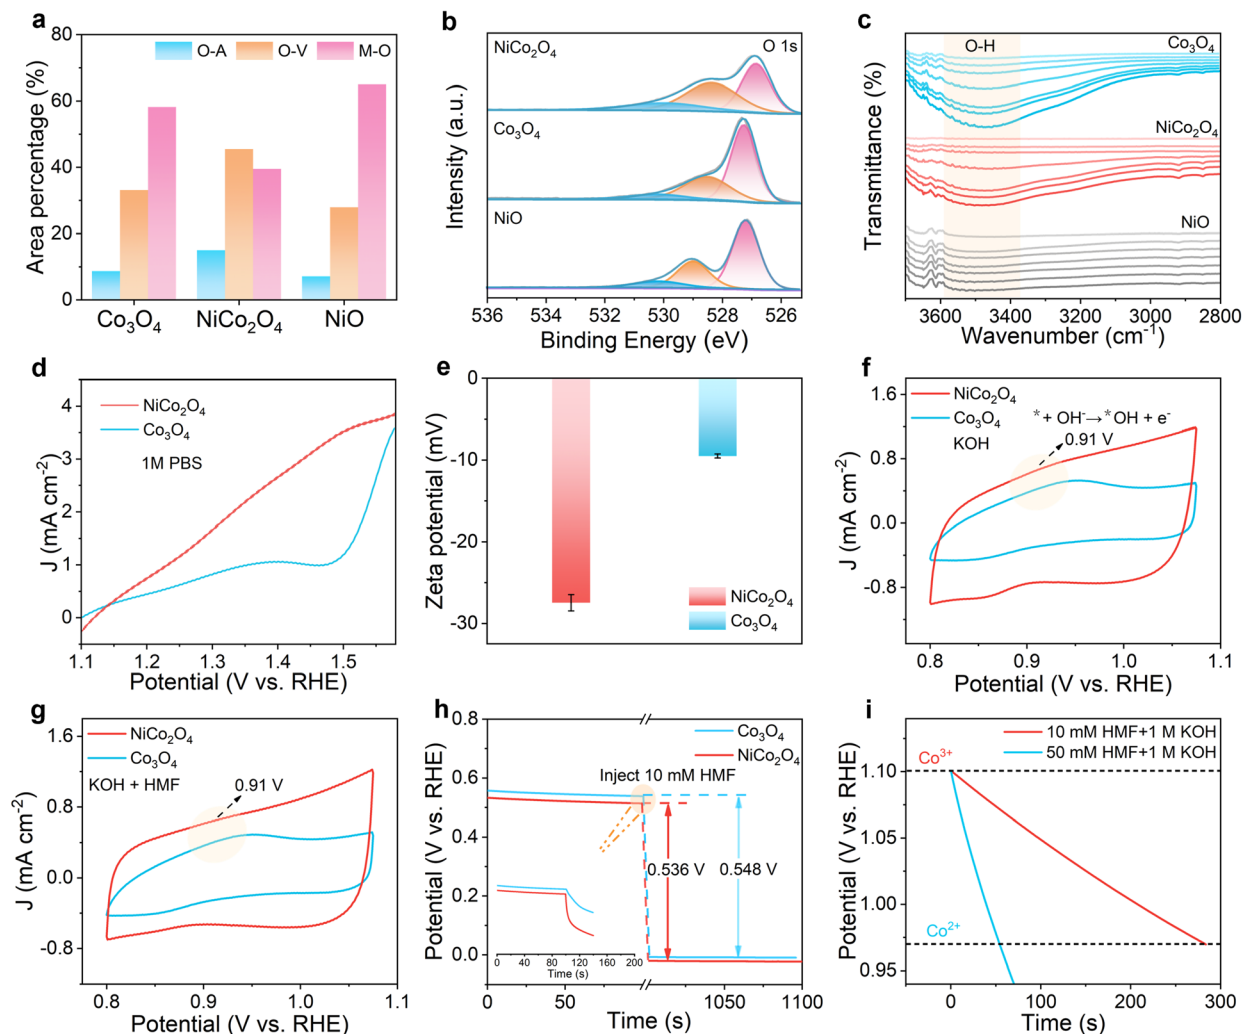 a
80
60
40
20
0
Area percentage (%)
O-A O-V M-O
Co₃O₄ NiCo₂O₄ NiO
b
O 1s
NiCo₂O₄
Co₃O₄
NiO
Intensity (a.u.)
536 534 532 530 528 526
Binding Energy (eV)
c
O-H
Co₃O₄
NiCo₂O₄
NiO
Transmittance (%)
3600 3400 3200 3000 2800
Wavenumber (cm⁻¹)
d
4
3
2
1
0
J (mA cm⁻²)
NiCo₂O₄
Co₃O₄
1M PBS
1.1 1.2 1.3 1.4 1.5
Potential (V vs. RHE)
e
0
-10
-20
-30
Zeta potential (mV)
NiCo₂O₄
Co₃O₄
f
1.6
0.8
0.0
-0.8
J (mA cm⁻²)
NiCo₂O₄
Co₃O₄
KOH
* + OH⁻→*OH + e⁻
0.91 V
0.8 0.9 1.0 1.1
Potential (V vs. RHE)
g
1.6
0.8
0.0
-0.8
J (mA cm⁻²)
NiCo₂O₄
Co₃O₄
KOH + HMF
0.91 V
0.8 0.9 1.0 1.1
Potential (V vs. RHE)
h
0.8
0.6
0.4
0.2
0.0
Potential (V vs. RHE)
Co₃O₄
NiCo₂O₄
Inject 10 mM HMF
0.536 V 0.548 V
0 40 80 120 160 200
Time (s)
0 50 1050 1100
Time (s)
i
1.10
1.05
1.00
0.95
Potential (V vs. RHE)
10 mM HMF+1 M KOH
50 mM HMF+1 M KOH
Co³⁺
Co²⁺
0 100 200 300
Time (s)